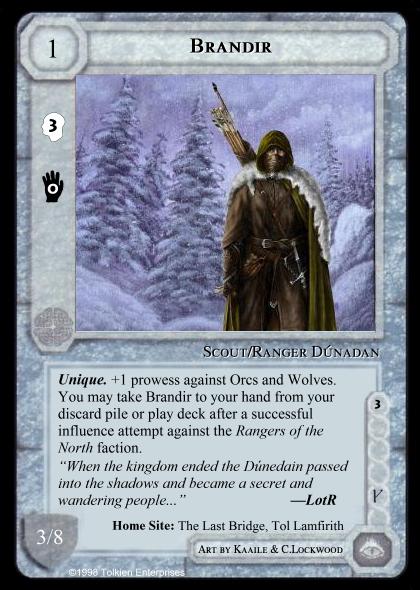 1
BRANDIR
3
SCOUT/RANGER DÚNADAN
Unique. +1 prowess against Orcs and Wolves.
You may take Brandir to your hand from your
discard pile or play deck after a successful
influence attempt against the Rangers of the
North faction.
3
“When the kingdom ended the Dúnedain passed
into the shadows and became a secret and
wandering people...” —LotR
Home Site: The Last Bridge, Tol Lamfirith
3/8
ART BY KAAILE & C.LOCKWOOD
©1998 Tolkien Enterprises